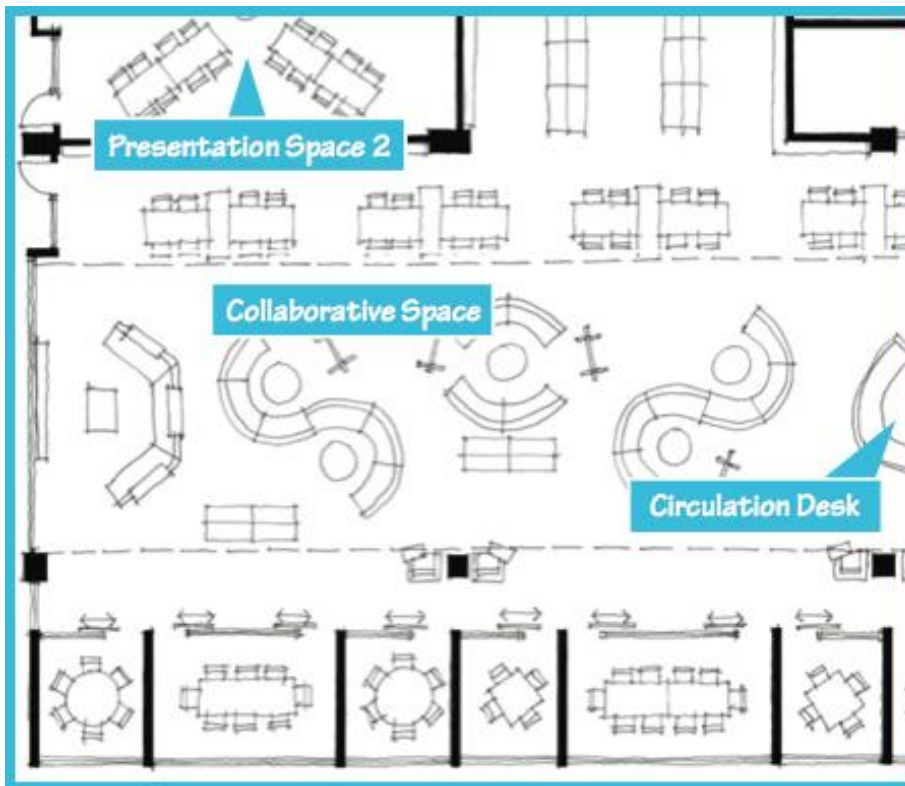 Presentation Space 2
Collaborative Space
Circulation Desk